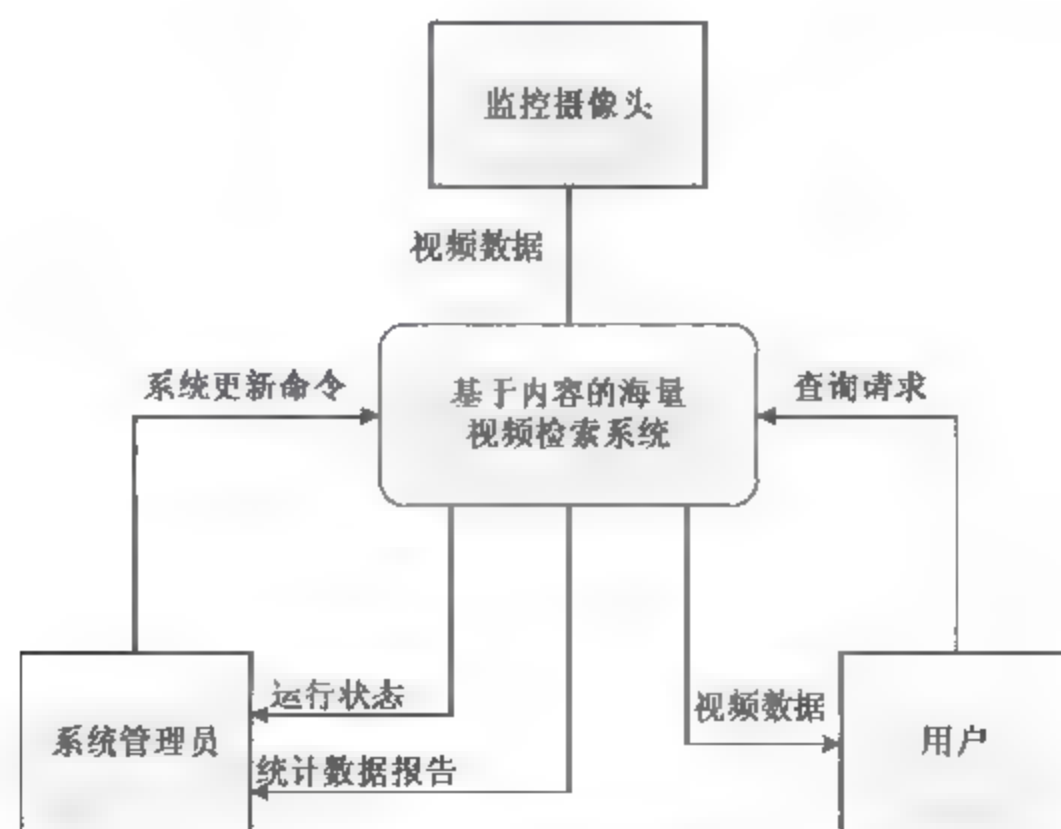 监控摄像头
视频数据
系统更新命令
基于内容的海量
视频检索系统
查询请求
运行状态
视频数据
系统管理员
用户
统计数据报告